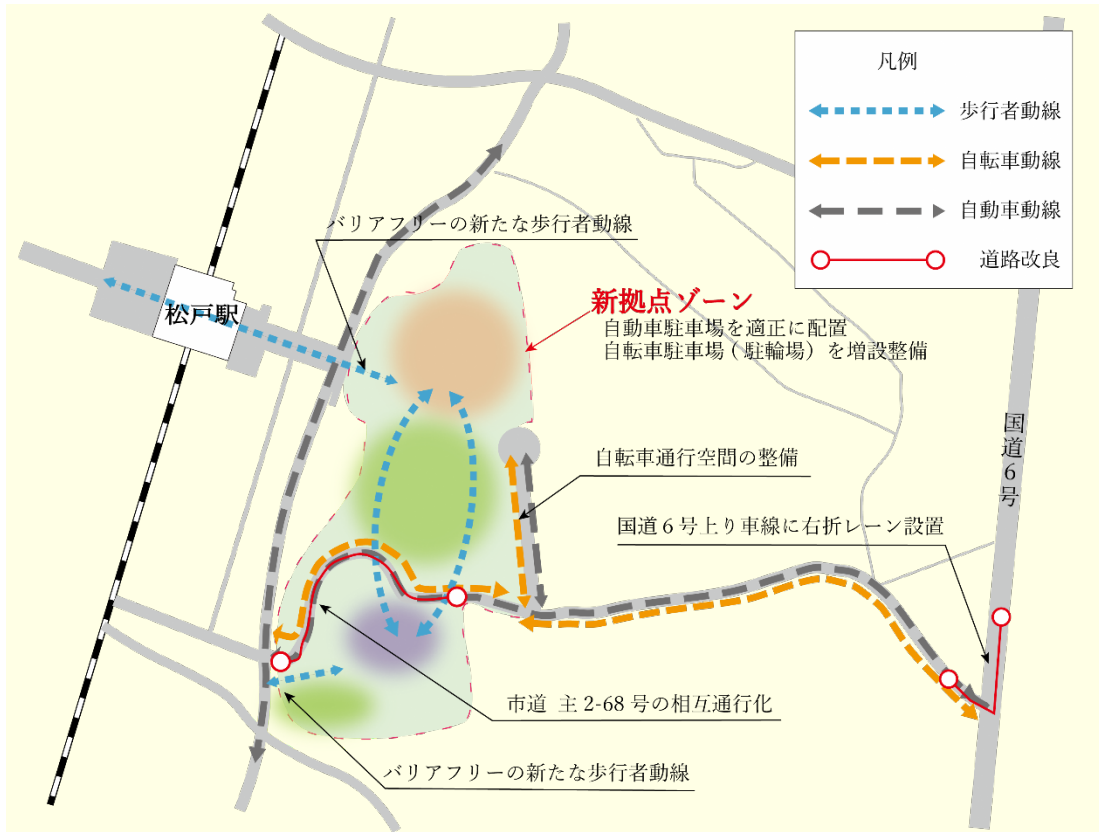 凡例
歩行者動線
自転車動線
自動車動線
道路改良
バリアフリーの新たな歩行者動線
松戸駅
新拠点ゾーン
自動車駐車場を適正に配置
自転車駐車場(駐輪場)を増設整備
国道6号
自転車通行空間の整備
国道6号上り車線に右折レーン設置
市道 主2-68号の相互通行化
バリアフリーの新たな歩行者動線